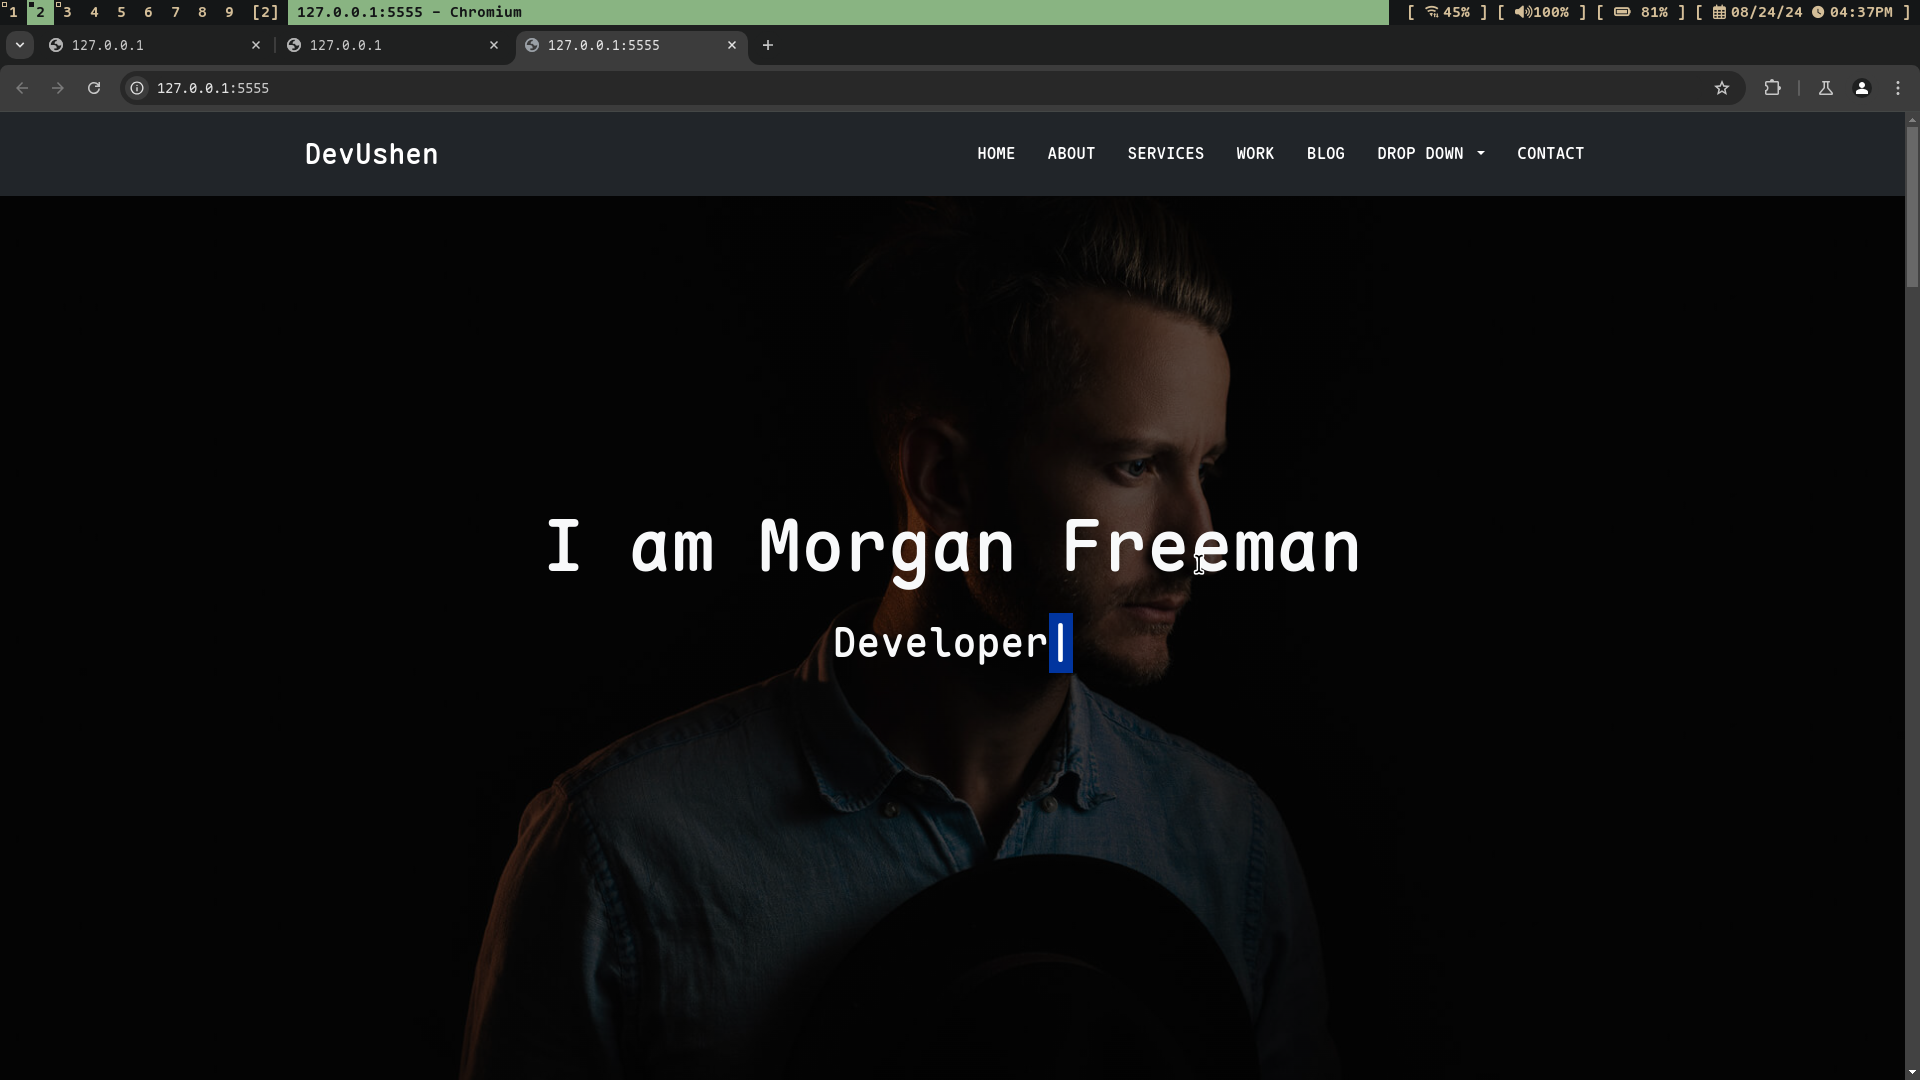 1 2 3 4 5 6 7 8 9 [2] 127.0.0.1:5555 - Chromium [ 45% ] [ 100% ] [ 81% ] [ 08/24/24 04:37PM ]
127.0.0.1 127.0.0.1 127.0.0.1:5555
127.0.0.1:5555
DevUshen HOME ABOUT SERVICES WORK BLOG DROP DOWN CONTACT
I am Morgan Freeman
Developer|